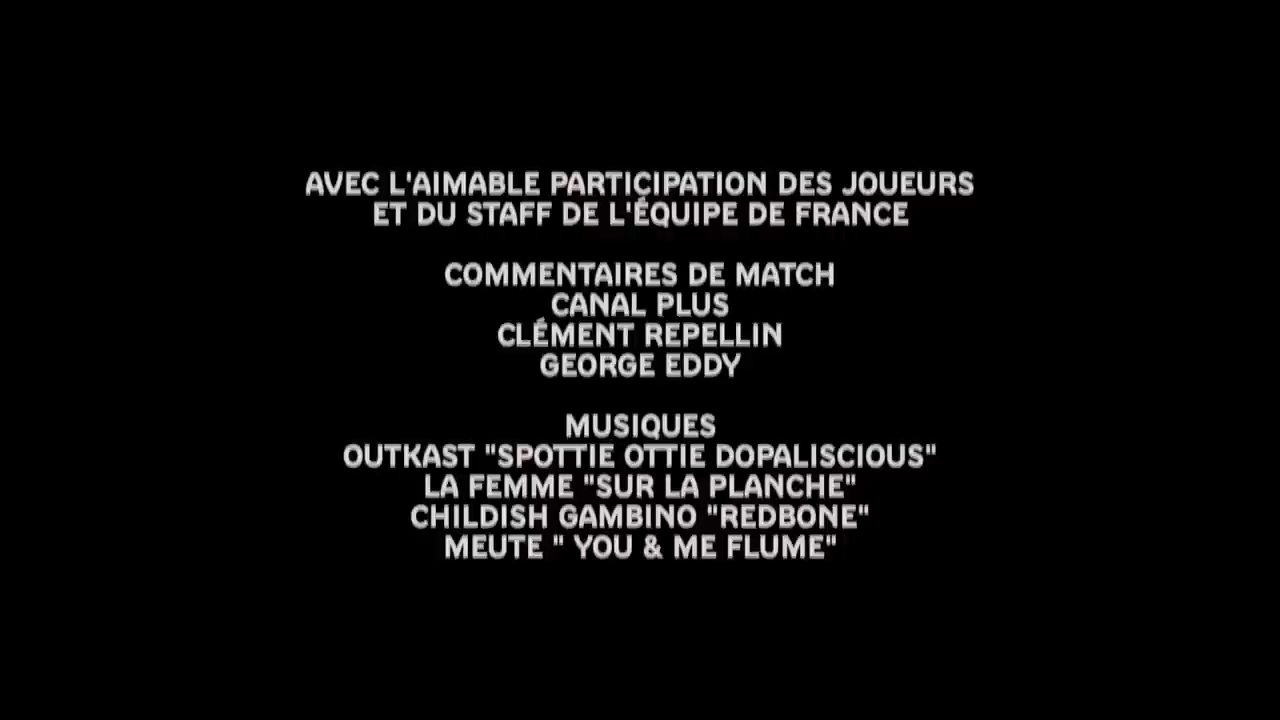 AVEC L'AIMABLE PARTICIPATION DES JOUEURS
ET DU STAFF DE L'ÉQUIPE DE FRANCE
COMMENTAIRES DE MATCH
CANAL PLUS
CLÉMENT REPELLIN
GEORGE EDDY
MUSIQUES
OUTKAST "SPOTTIE OTTIE DOPALISCIOUS"
LA FEMME "SUR LA PLANCHE"
CHILDISH GAMBINO "REDBONE"
MEUTE " YOU & ME FLUME"